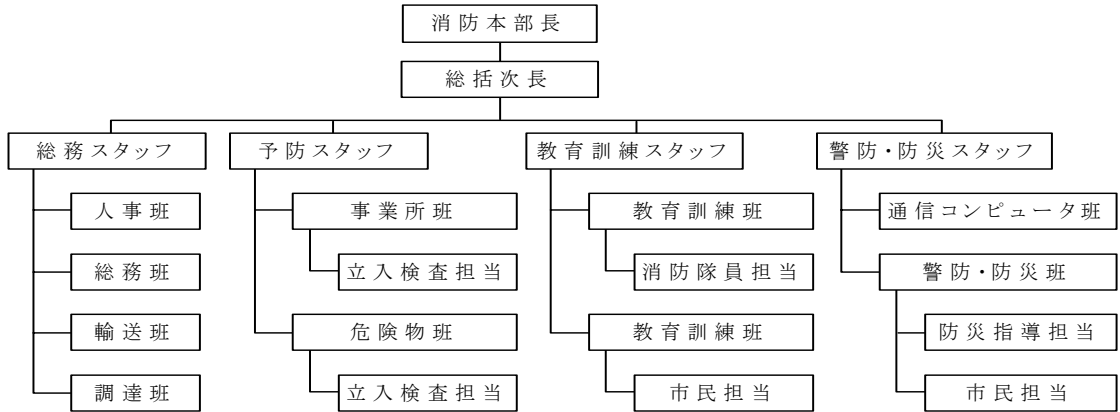 消防本部長
総括次長
総務スタッフ
人事班
総務班
輸送班
調達班
予防スタッフ
事業所班
立入検査担当
危険物班
立入検査担当
教育訓練スタッフ
教育訓練班
消防隊員担当
教育訓練班
市民担当
警防・防災スタッフ
通信コンピュータ班
警防・防災班
防災指導担当
市民担当